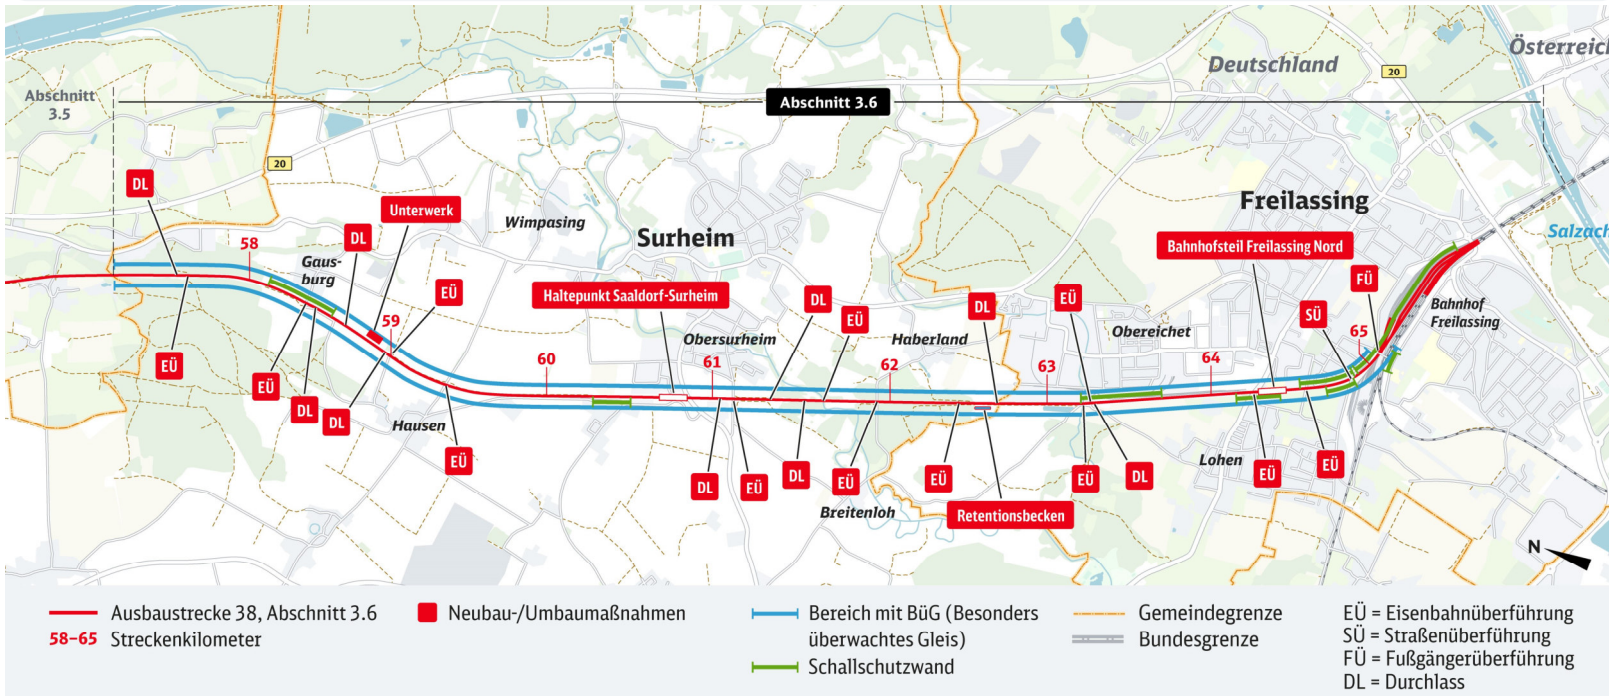 Österreich
Deutschland
20
Abschnitt
3.5
Abschnitt 3.6
20
DL
Unterwerk
Wimpasing
Surheim
Freilassing
Salzach
58
DL
Gaus-
burg
Bahnhofsteil Freilassing Nord
EÜ
Haltepunkt Saaldorf-Surheim
DL
EÜ
DL
EÜ
FÜ
SÜ
Bahnhof
Freilassing
59
Obersurheim
Haberland
Obereichet
65
EÜ
60
61
62
63
64
EÜ
DL
DL
Hausen
EÜ
DL
EÜ
DL
EÜ
EÜ
EÜ
DL
Lohen
EÜ
EÜ
Breitenloh
Retentionsbecken
N
Ausbaustrecke 38, Abschnitt 3.6
58–65 Streckenkilometer
Neubau-/Umbaumaßnahmen
Bereich mit BüG (Besonders
überwachtes Gleis)
Schallschutzwand
Gemeindegrenze
Bundesgrenze
EÜ = Eisenbahnüberführung
SÜ = Straßenüberführung
FÜ = Fußgängerüberführung
DL = Durchlass